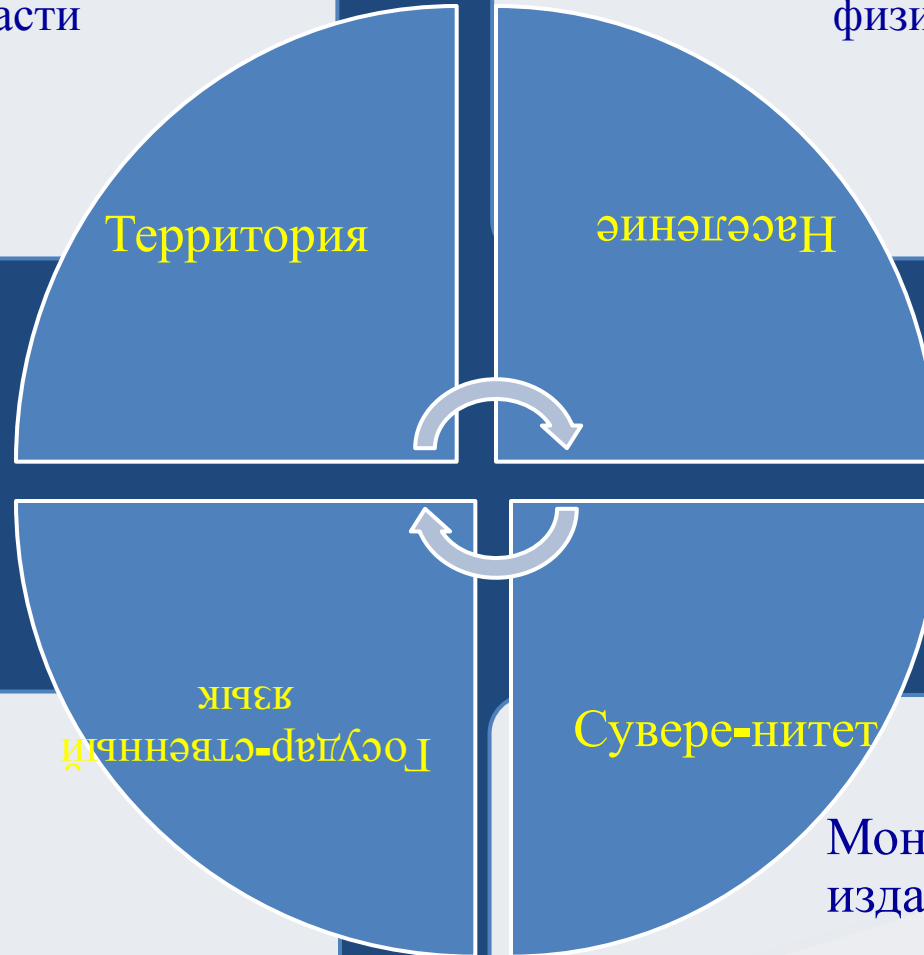 асти
физи
Территория
Население
Государ-ственный
язык
Сувере-нитет
Мон
изда